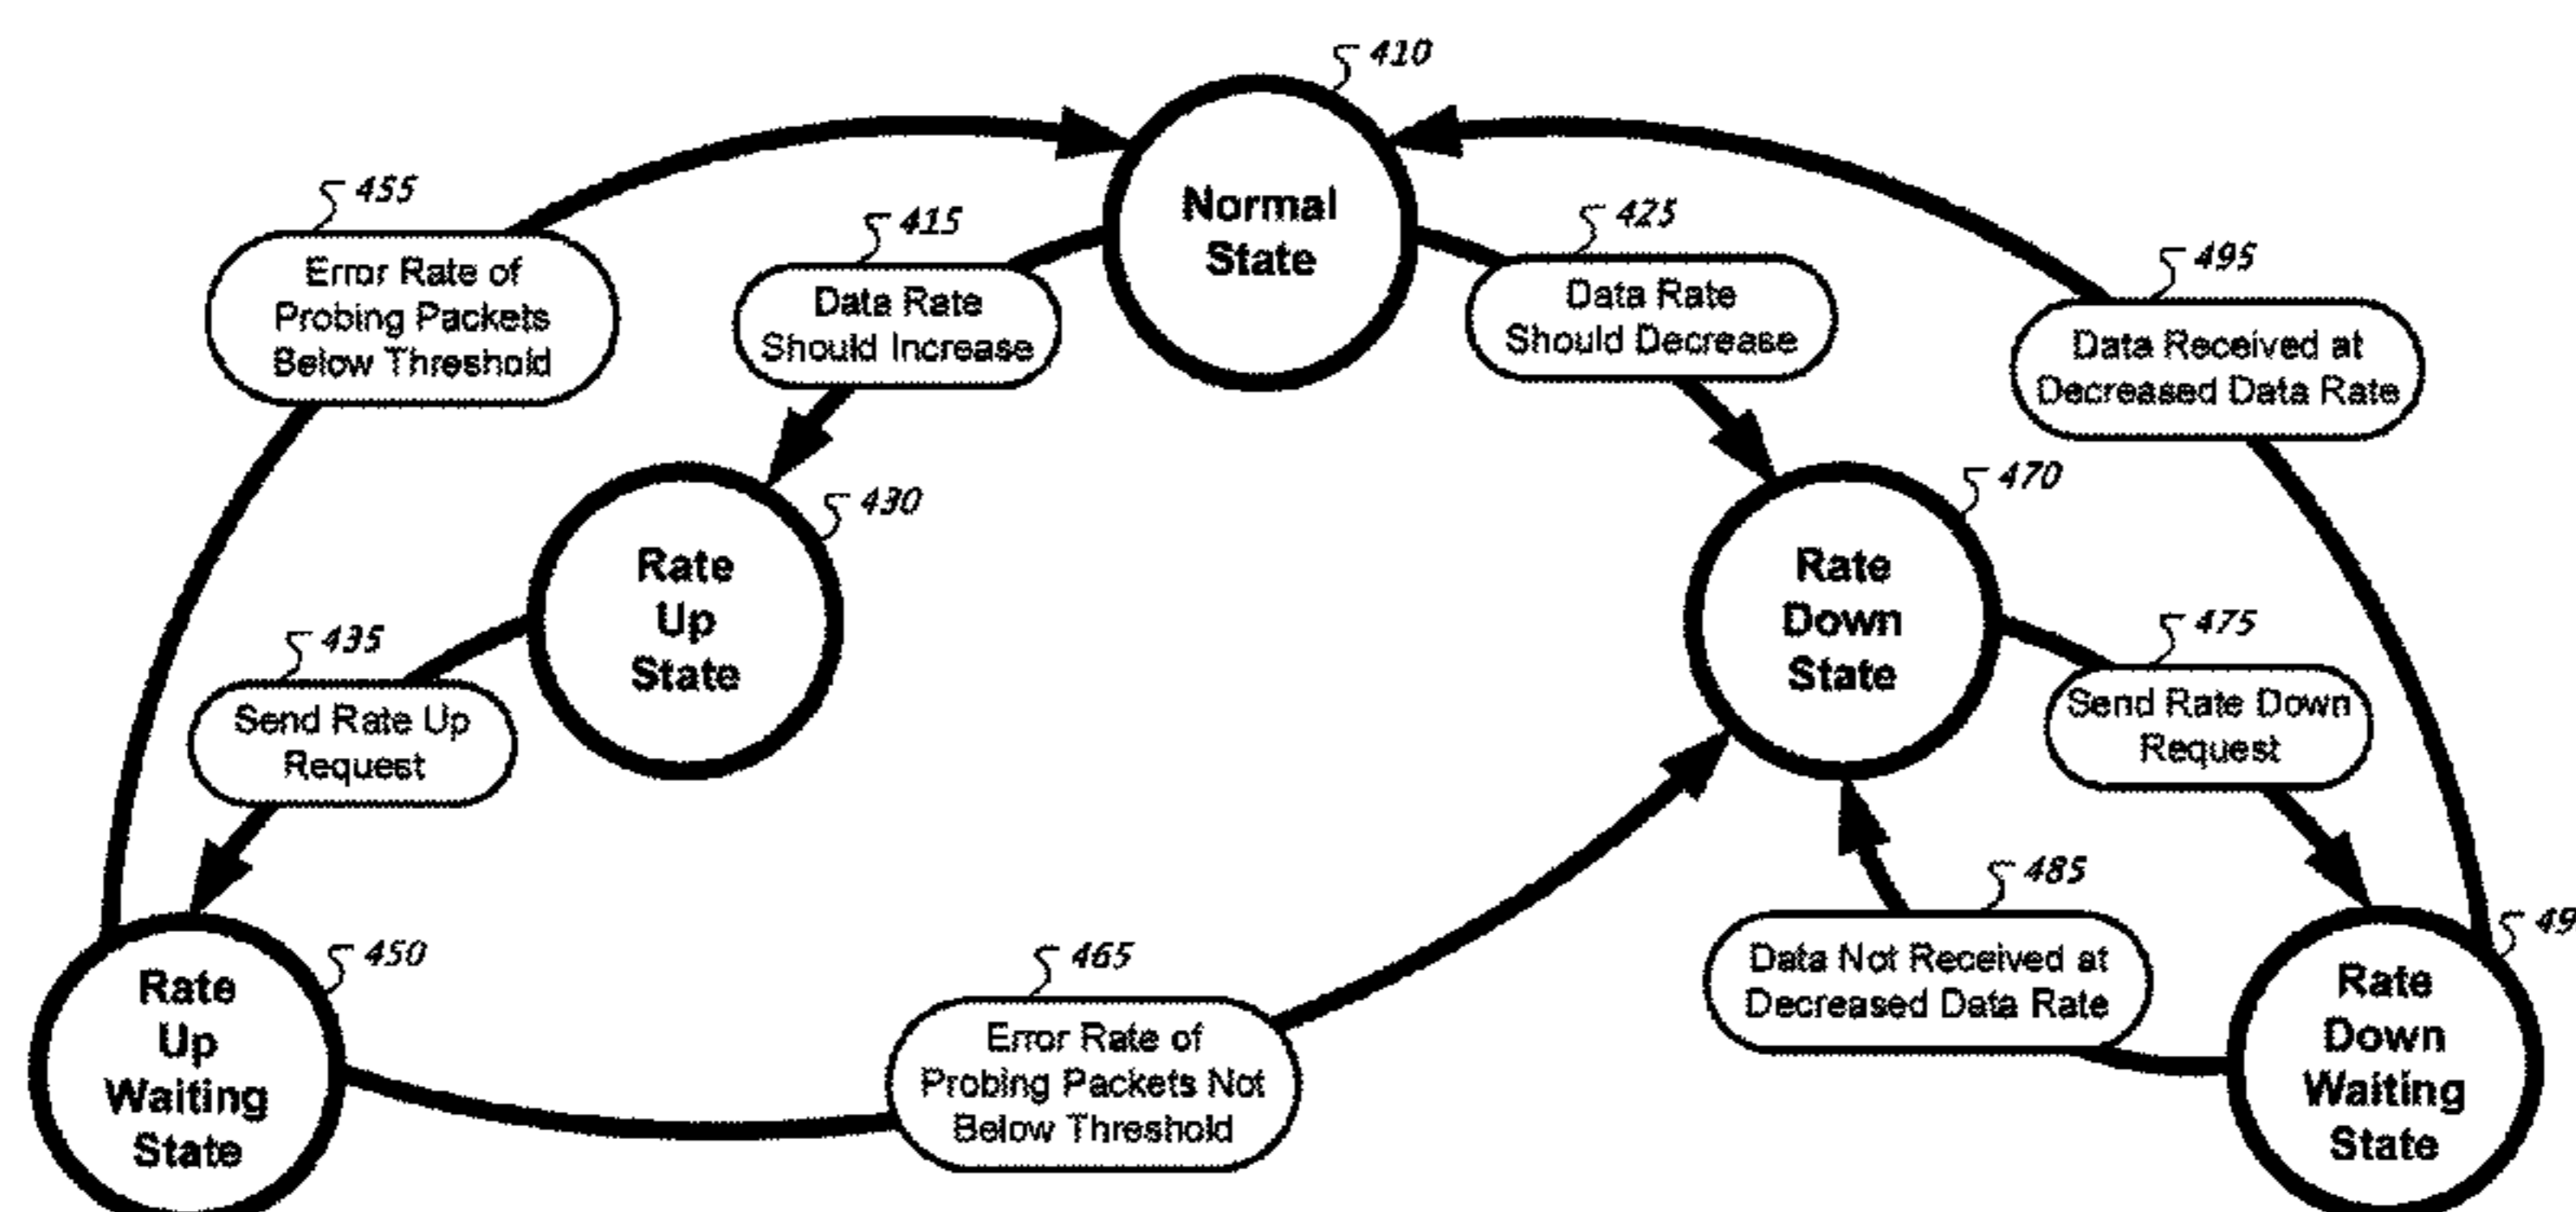 410
Normal
State
455
Error Rate of
Probing Packets
Below Threshold
415
Data Rate
Should Increase
425
Data Rate
Should Decrease
495
Data Received at
Decreased Data Rate
430
Rate
Up
State
470
Rate
Down
State
435
Send Rate Up
Request
475
Send Rate Down
Request
450
Rate
Up
Waiting
State
465
Error Rate of
Probing Packets Not
Below Threshold
485
Data Not Received at
Decreased Data Rate
49
Rate
Down
Waiting
State